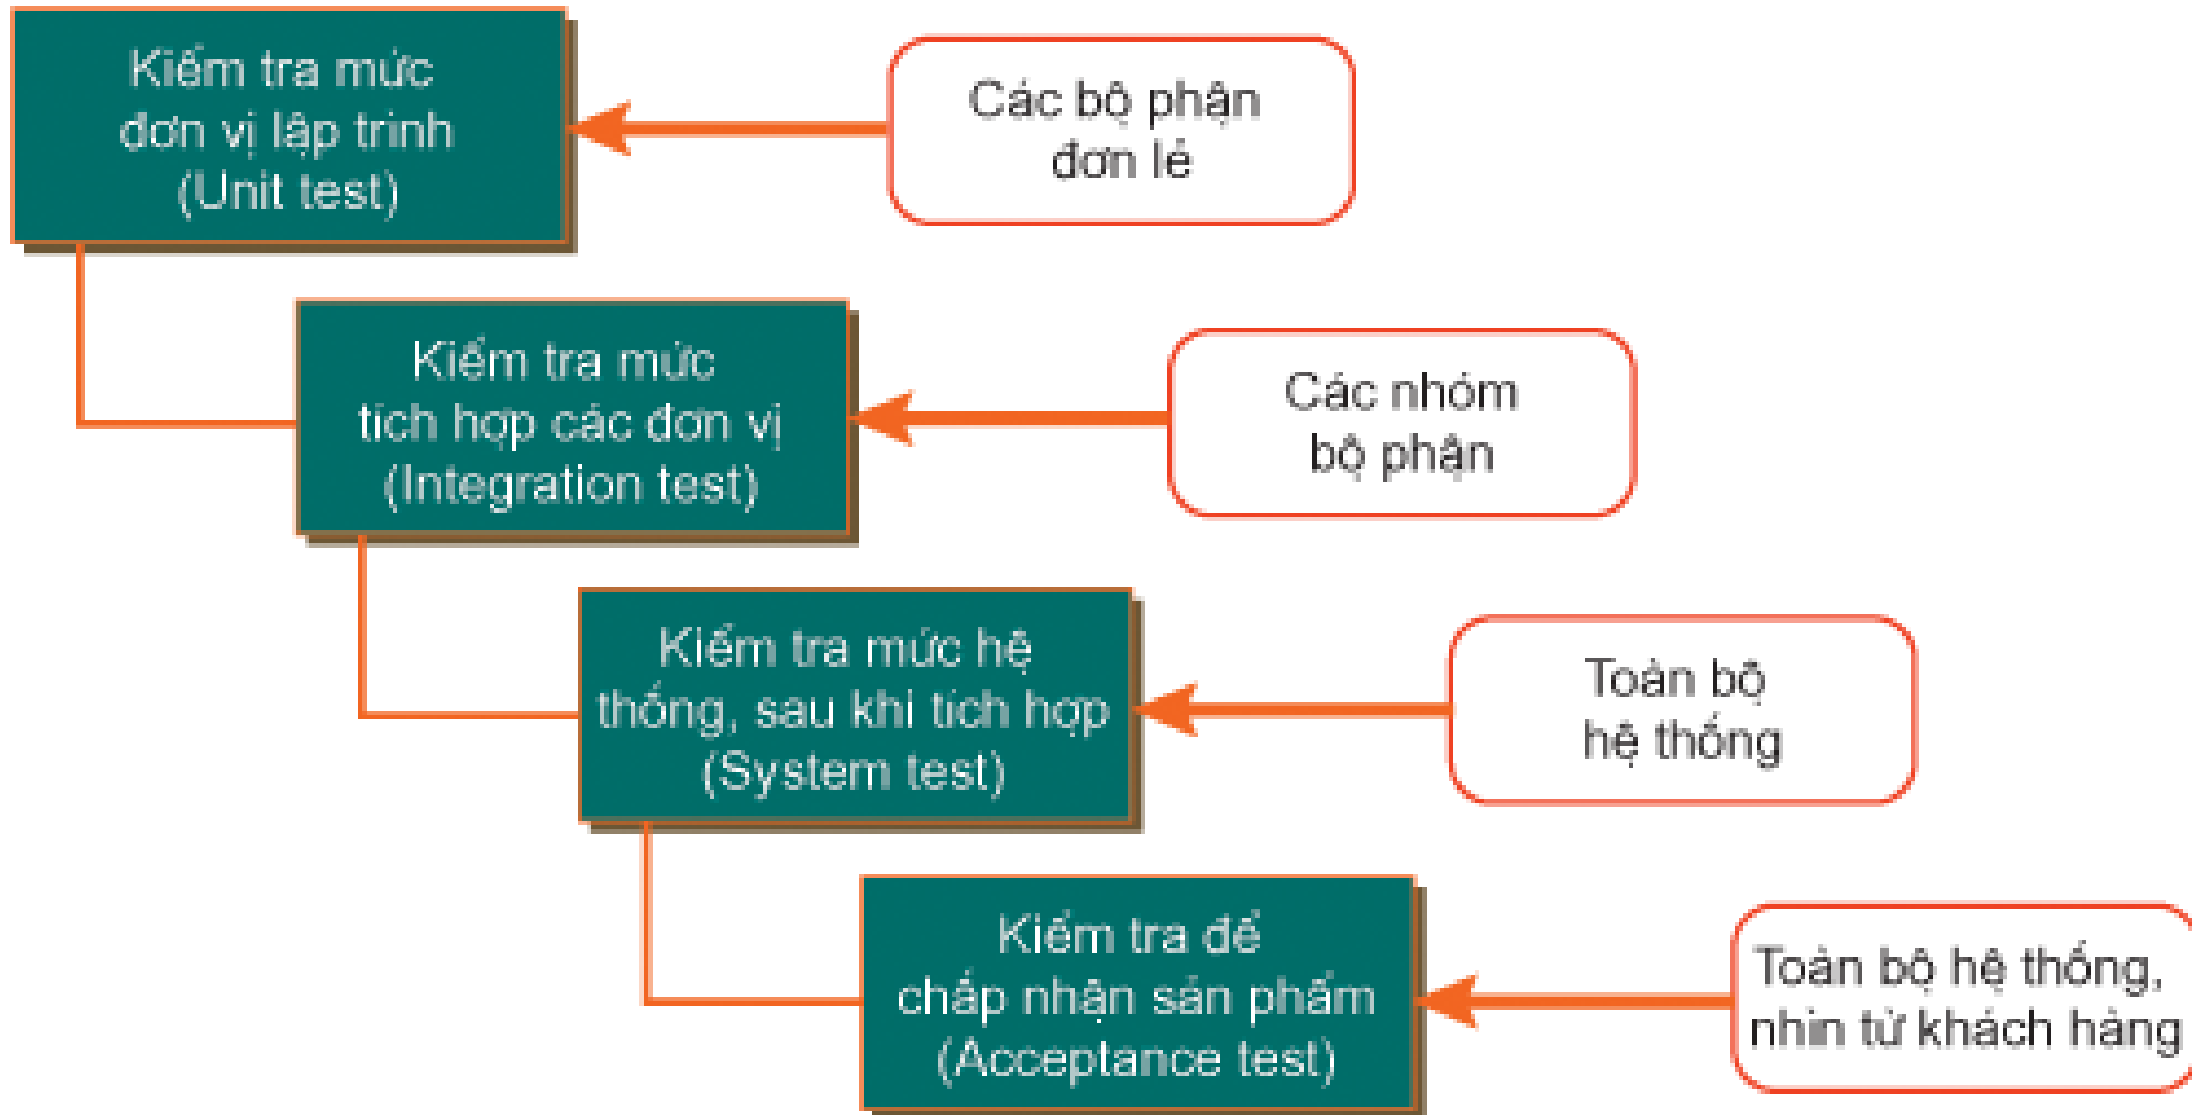 Kiểm tra mức
đơn vị lập trình
(Unit test)
Các bộ phận
đơn lẻ
Kiểm tra mức
tích hợp các đơn vị
(Integration test)
Các nhóm
bộ phận
Kiểm tra mức hệ
thống, sau khi tích hợp
(System test)
Toàn bộ
hệ thống
Kiểm tra để
chấp nhận sản phẩm
(Acceptance test)
Toàn bộ hệ thống,
nhìn từ khách hàng